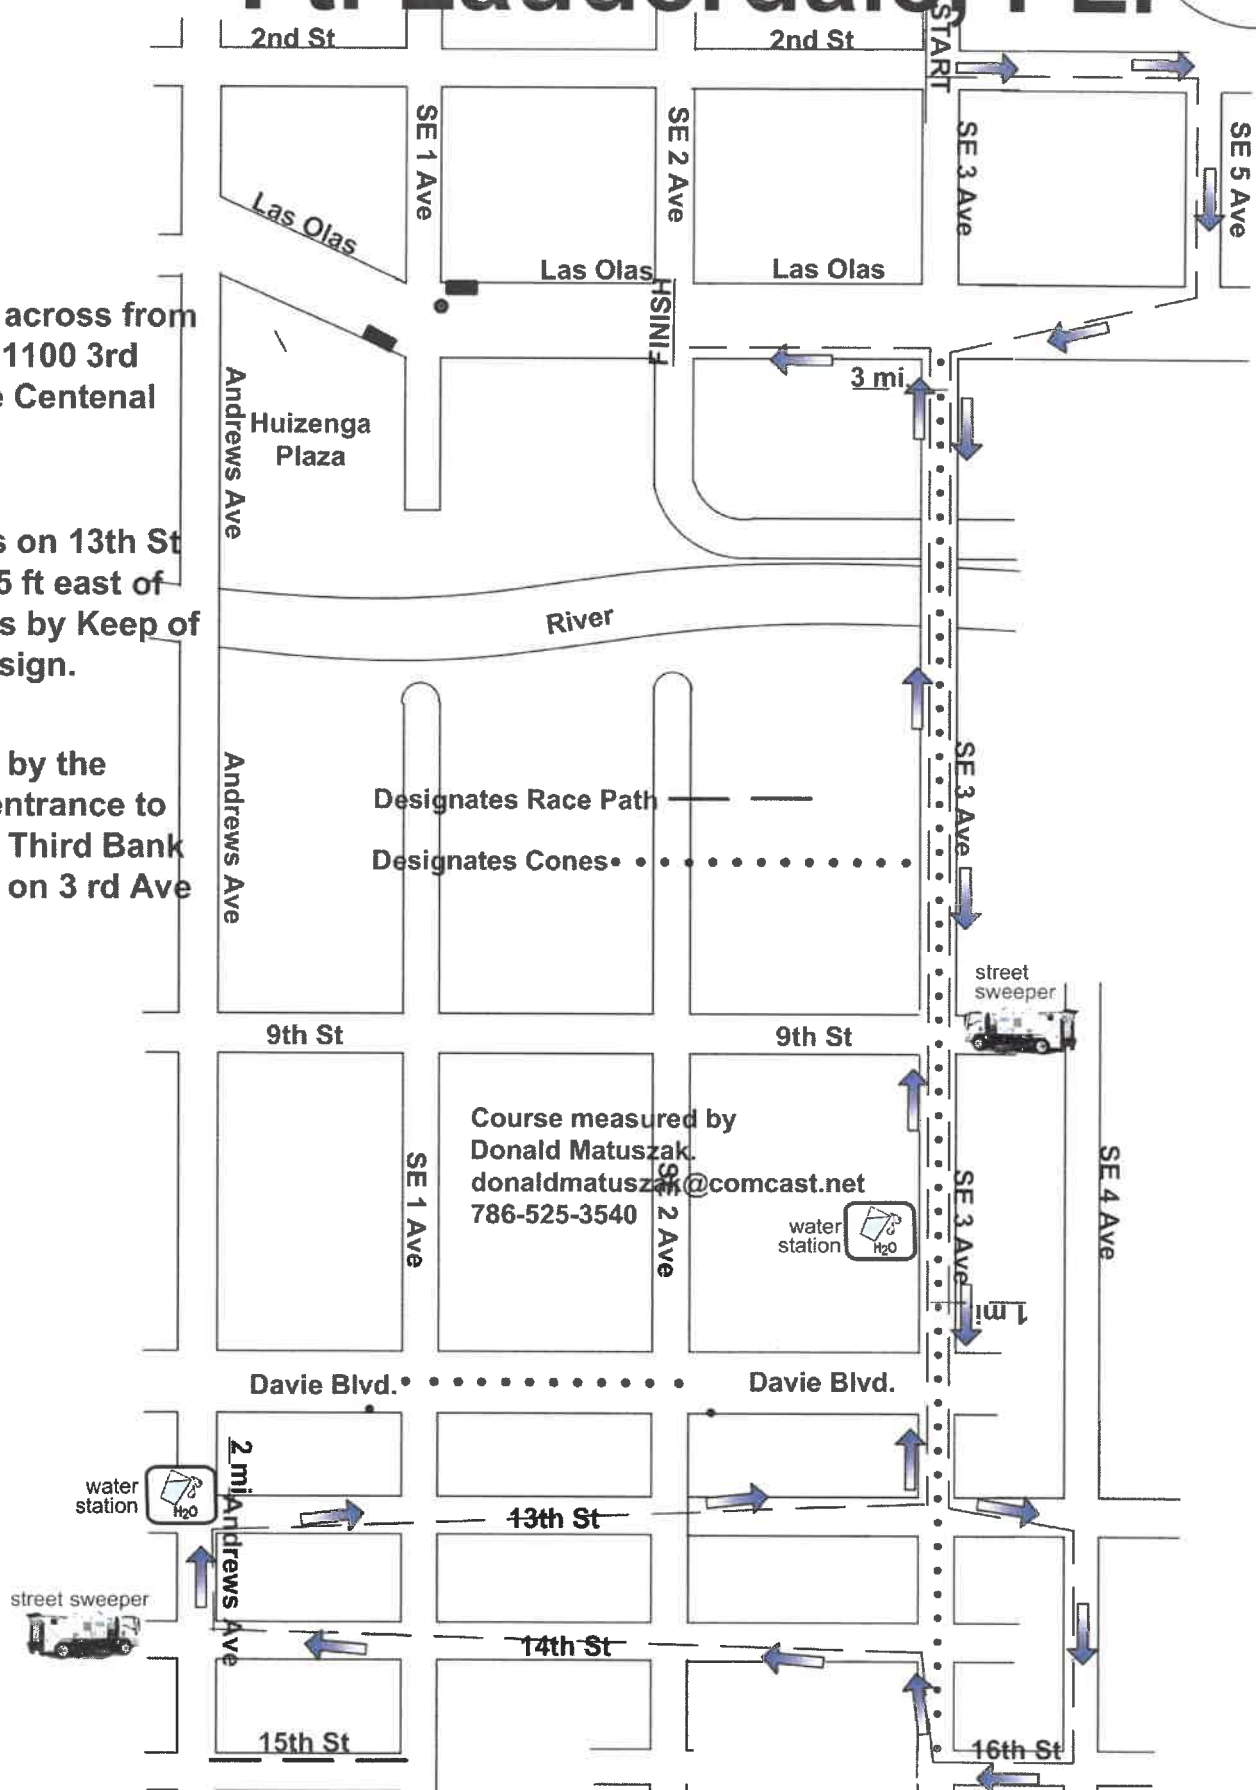 Ft. Lauderdale, FL.
START
2nd St
2nd St
SE 1 Ave
SE 2 Ave
SE 3 Ave
SE 5 Ave
Las Olas
Las Olas
Las Olas
FINISH
across from
1100 3rd
Centenal
3 mi.
Andrews Ave
Huizenga
Plaza
s on 13th St
5 ft east of
s by Keep of
sign.
River
by the
entrance to
Third Bank
on 3 rd Ave
Andrews Ave
Designates Race Path
Designates Cones
SE 3 Ave
street
sweeper
9th St
9th St
Course measured by
Donald Matuszak.
donaldmatuszak@comcast.net
786-525-3540
SE 1 Ave
SE 2 Ave
water
station
H2O
SE 3 Ave
SE 4 Ave
1 mi
Davie Blvd.
Davie Blvd.
2 mi
water
station
H2O
Andrews Ave
13th St
street sweeper
14th St
15th St
16th St